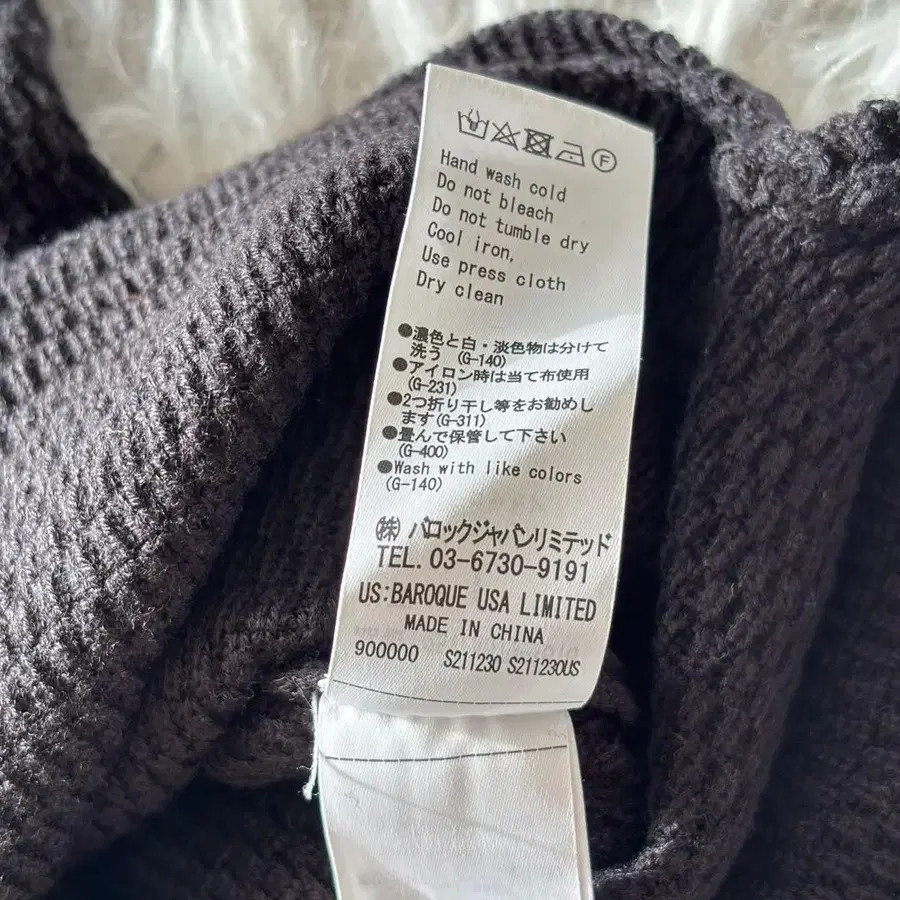 F
Hand wash cold
Do not bleach
Do not tumble dry
Cool iron,
Use press cloth
Dry clean
●濃色と白・淡色物は分けて
洗う (G-140)
●アイロン時は当て布使用
(G-231)
●2つ折り干し等をお勧めし
ます(G-311)
●畳んで保管して下さい
(G-400)
●Wash with like colors
(G-140)
㈱ バロックジャパンリミテッド
TEL. 03-6730-9191
US:BAROQUE USA LIMITED
MADE IN CHINA
900000 S211230 S211230US